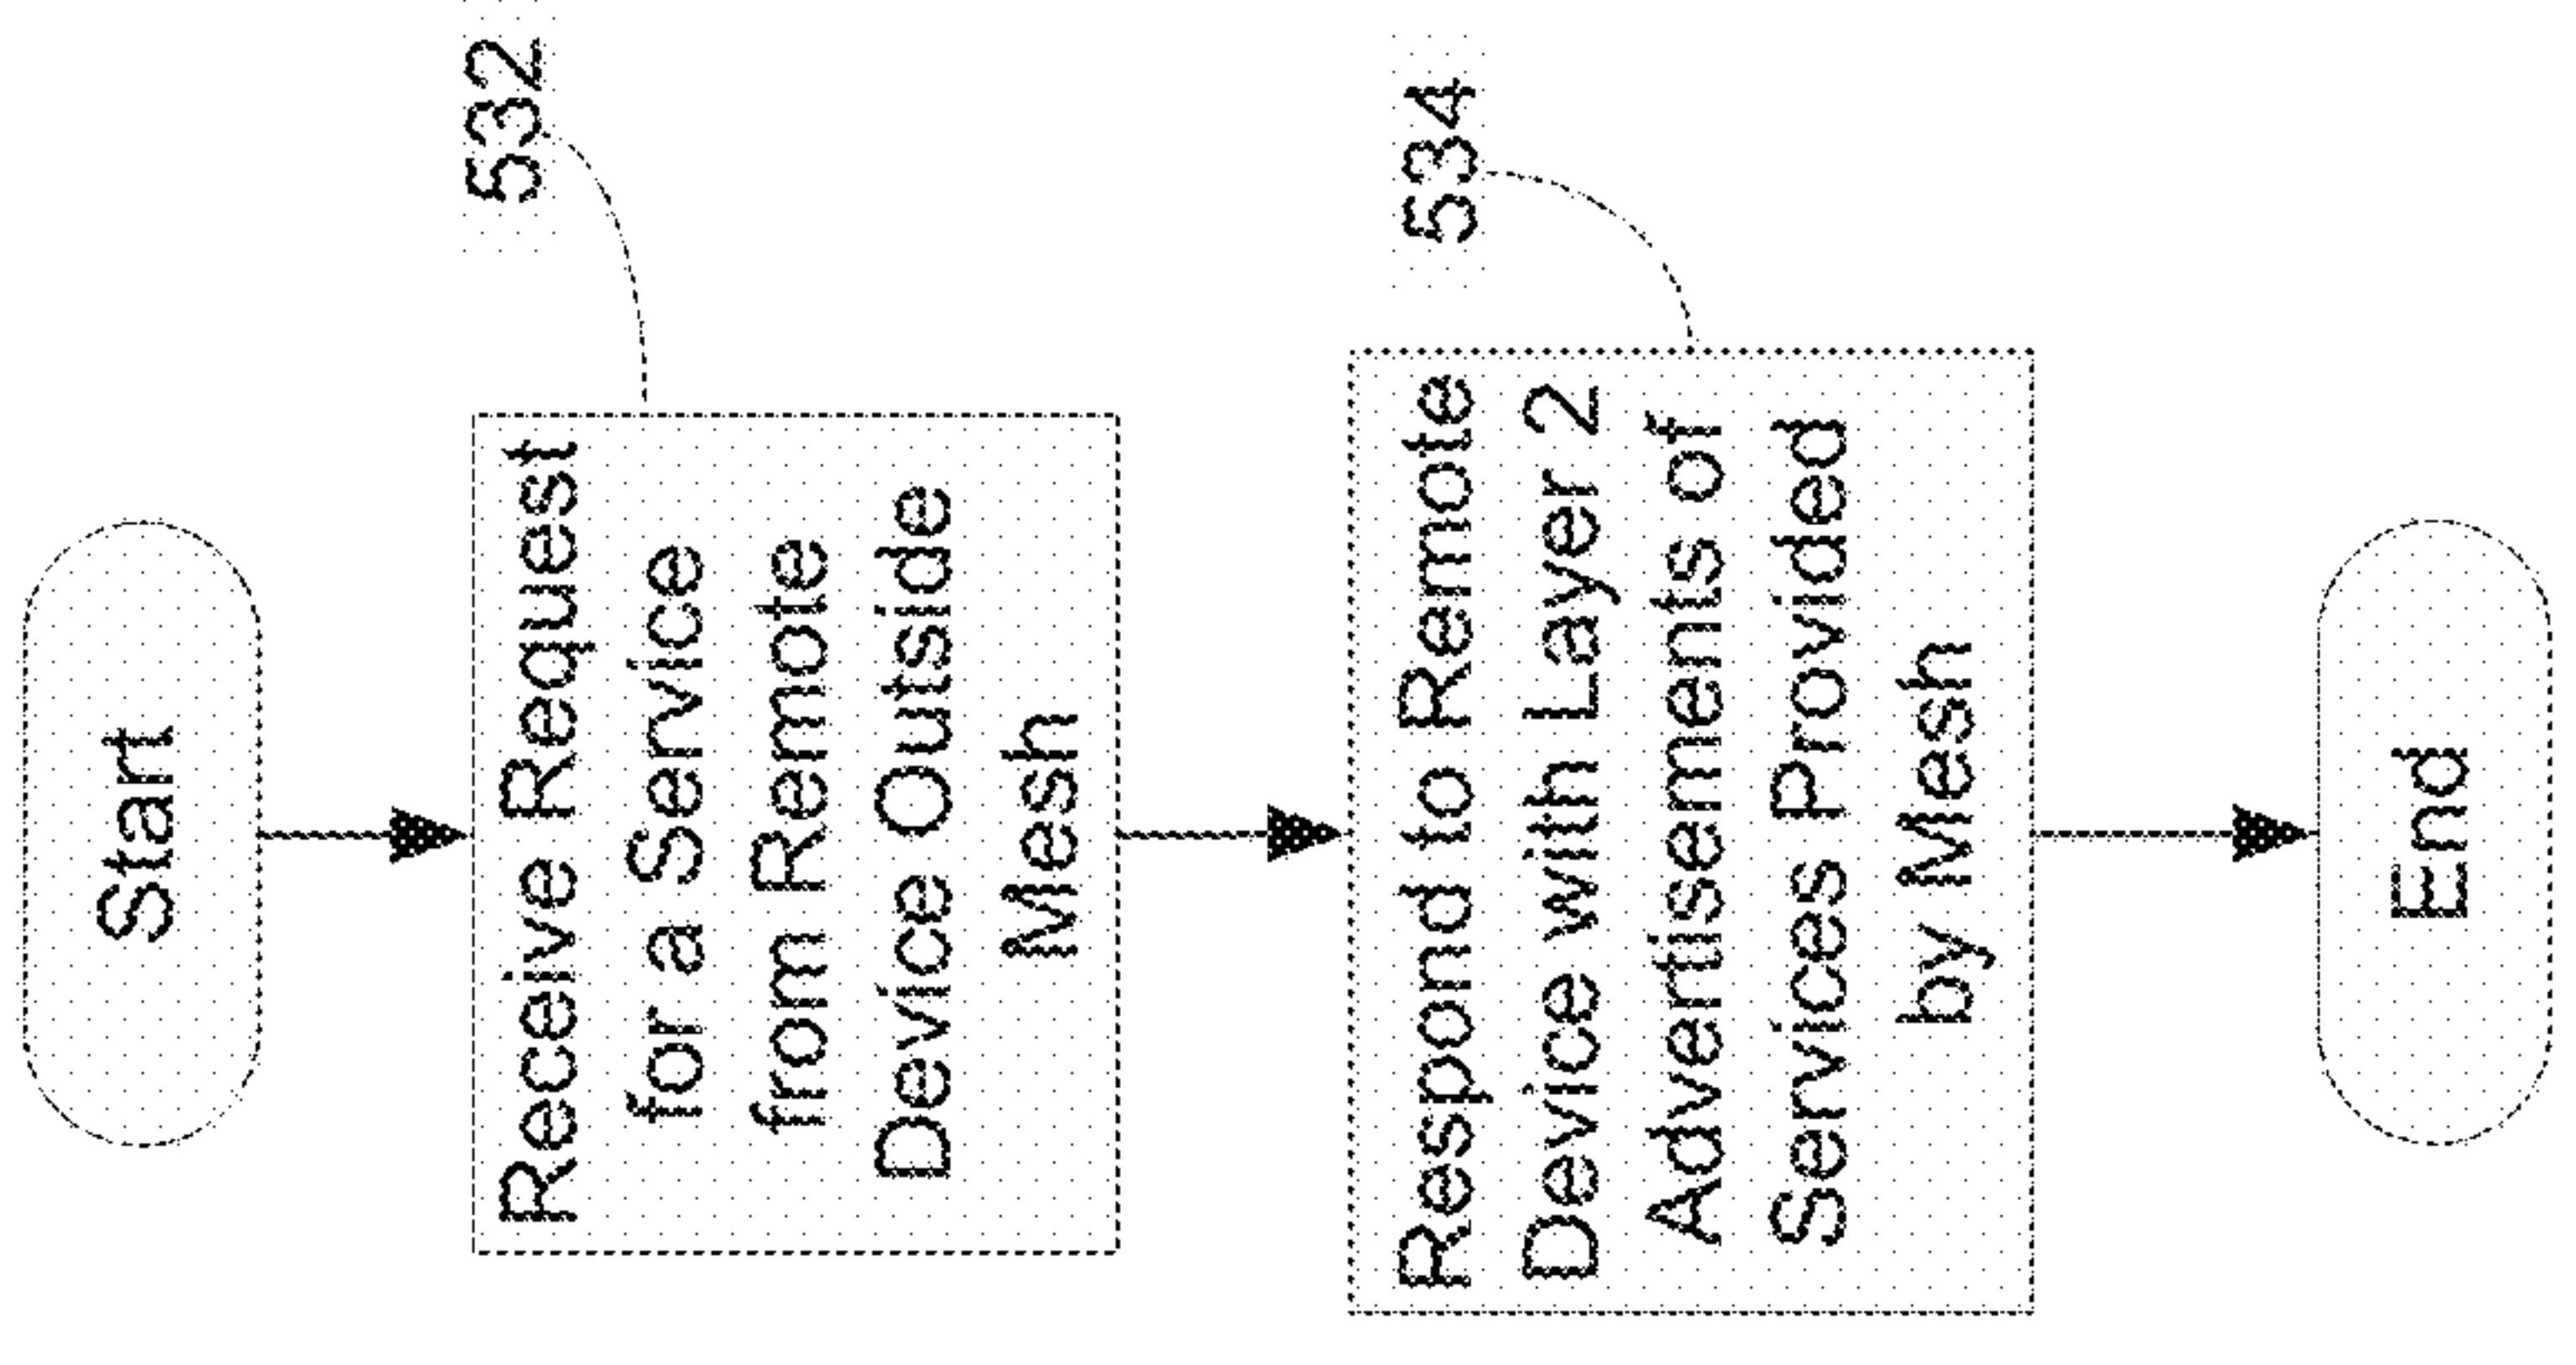 Start
Receive Request
for a Service
from Remote
Device Outside
Mesh
532
Respond to Remote
Device with Layer 2
Advertisements of
Services Provided
by Mesh
534
End